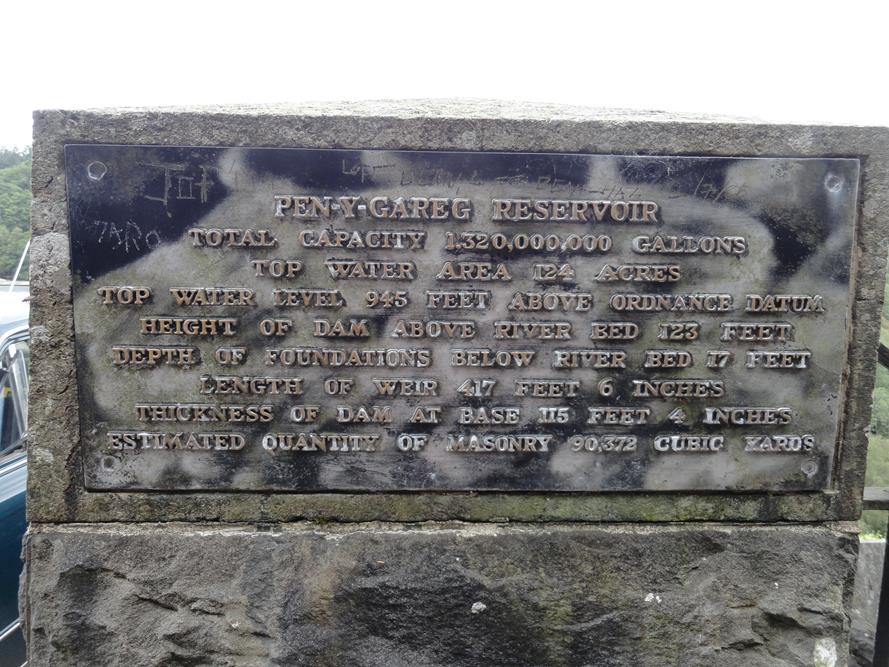 PEN-Y-GAREG RESERVOIR
TOTAL CAPACITY 1,320,000,000 GALLONS
TOP WATER AREA 124 ACRES
TOP WATER LEVEL 945 FEET ABOVE ORDNANCE DATUM
HEIGHT OF DAM ABOVE RIVER BED 123 FEET
DEPTH OF FOUNDATIONS BELOW RIVER BED 17 FEET
LENGTH OF WEIR 417 FEET 6 INCHES
THICKNESS OF DAM AT BASE 115 FEET 4 INCHES
ESTIMATED QUANTITY OF MASONRY 90,372 CUBIC YARDS